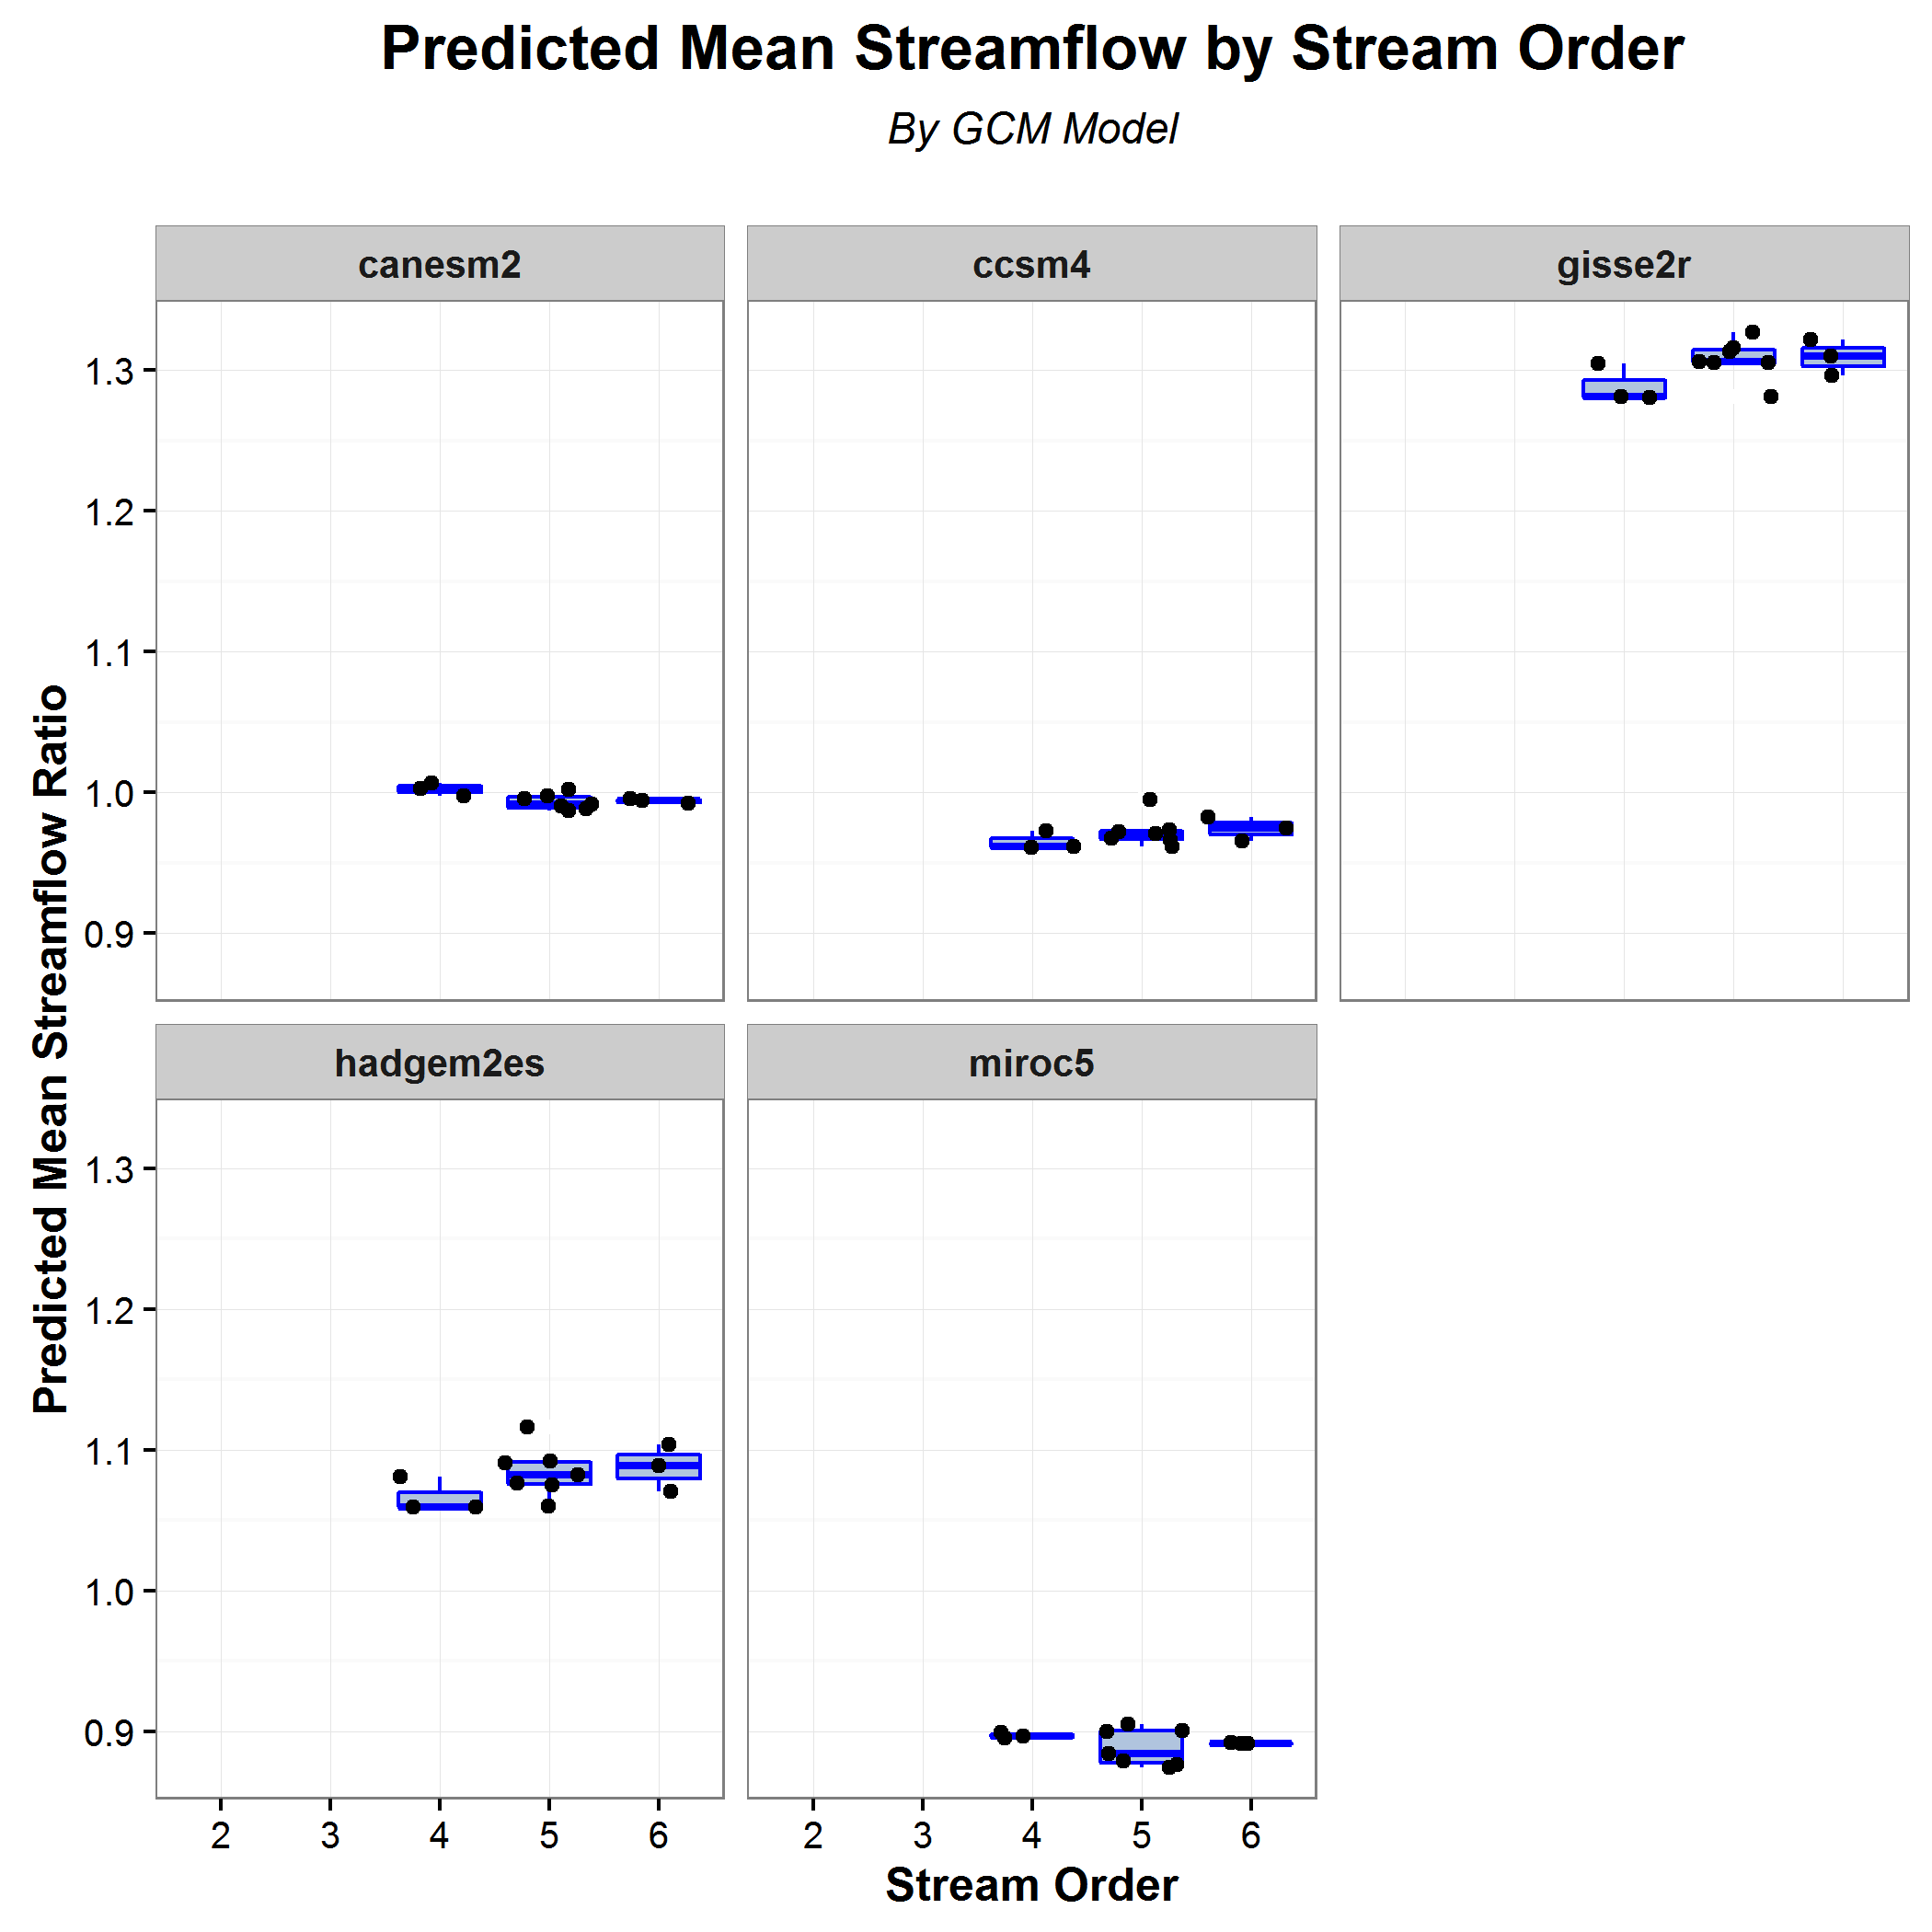 Predicted Mean Streamflow by Stream Order
By GCM Model
canesm2
ccsm4
gisse2r
1.3
1.2
1.1
1.0
0.9
Predicted Mean Streamflow Ratio
hadgem2es
miroc5
1.3
1.2
1.1
1.0
0.9
2 3 4 5 6
2 3 4 5 6
Stream Order